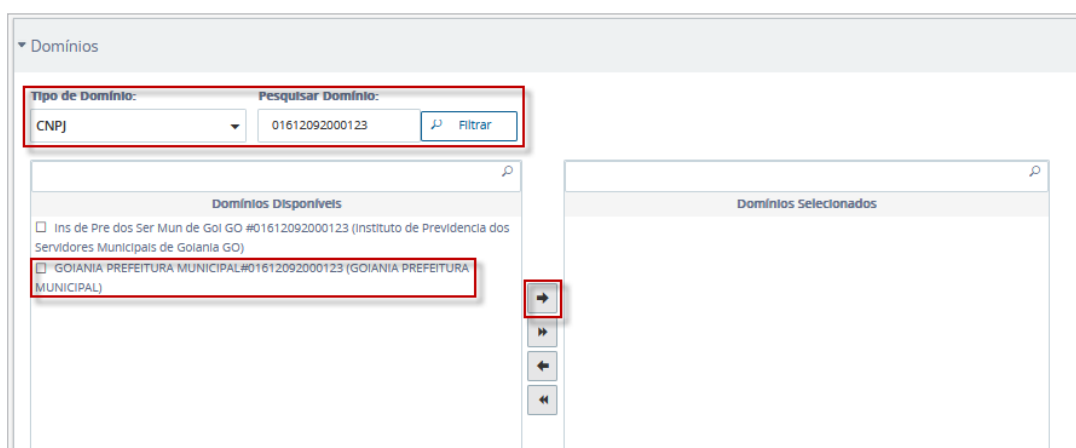 Domínios
Tipo de Domínio: Pesquisar Domínio:
CNPJ 01612092000123 Filtrar
Domínios Disponíveis Domínios Selecionados
Ins de Pre dos Ser Mun de Goi GO #01612092000123 (Instituto de Previdencia dos
Servidores Municipais de Goiania GO)
GOIANIA PREFEITURA MUNICIPAL#01612092000123 (GOIANIA PREFEITURA
MUNICIPAL)